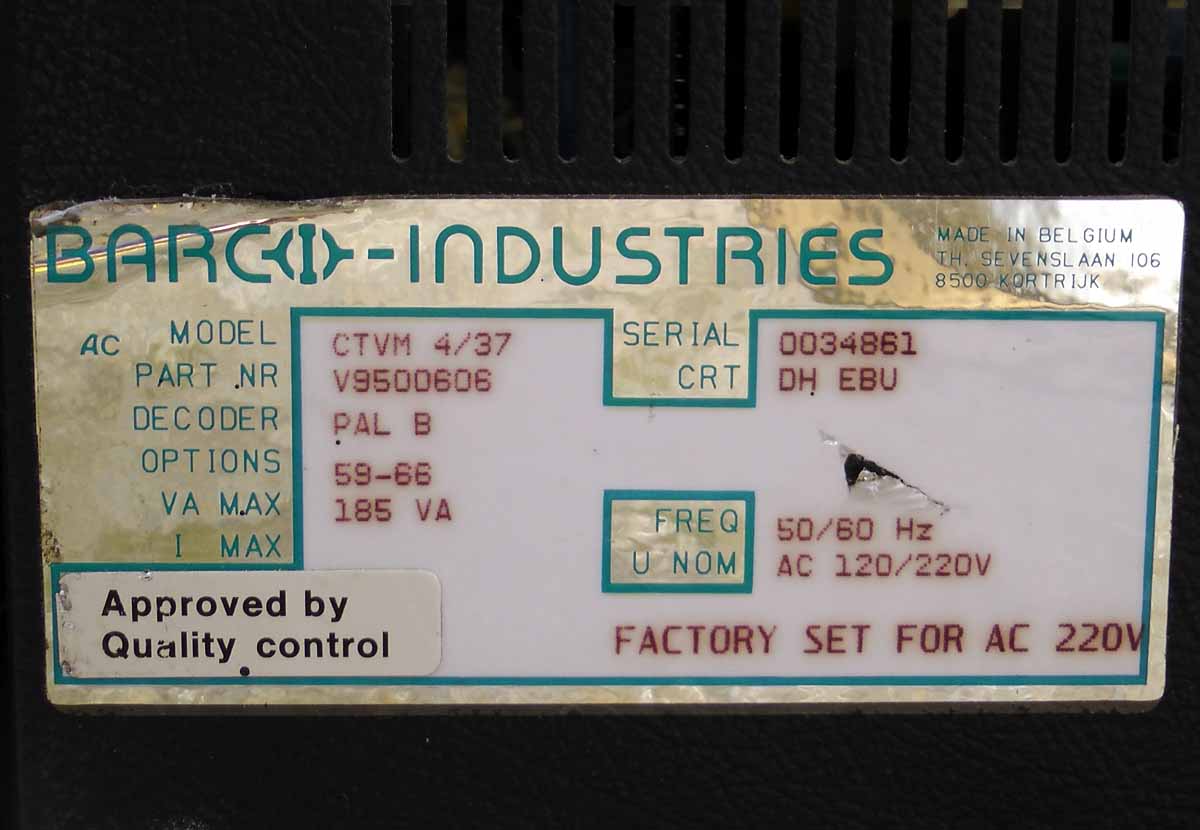 BARCO-INDUSTRIES
MADE IN BELGIUM
TH. SEVENSLAAN 106
8500 KORTRIJK
AC MODEL CTVM 4/37
PART NR V9500606
DECODER PAL B
OPTIONS 59-66
VA MAX 185 VA
I MAX
SERIAL 0034861
CRT DH EBU
FREQ 50/60 Hz
U NOM AC 120/220V
FACTORY SET FOR AC 220V
Approved by
Quality control